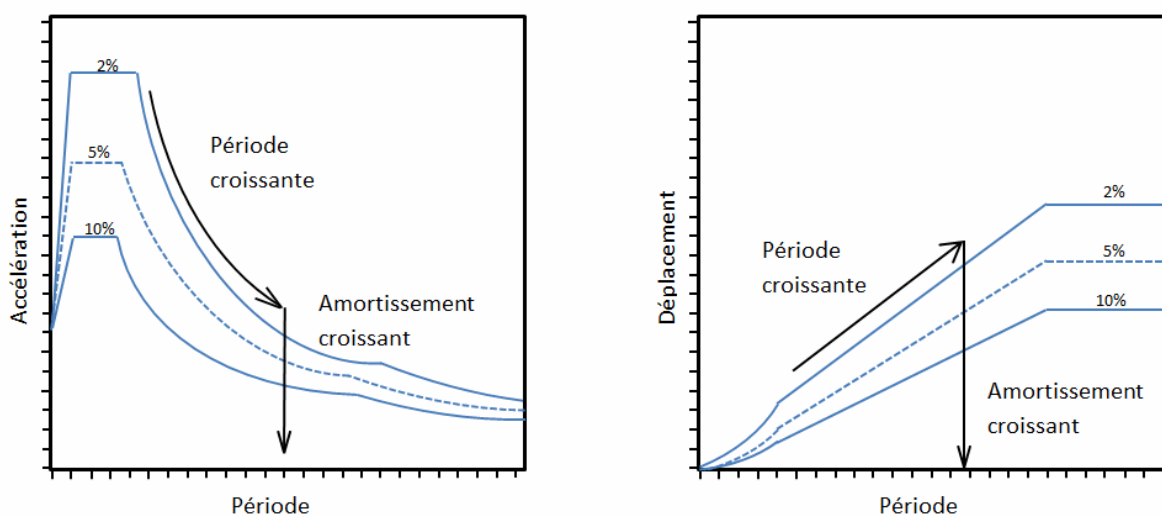 2%
5%
10%
Période
croissante
Amortissement
croissant
Accélération
Période
2%
5%
10%
Période
croissante
Amortissement
croissant
Déplacement
Période